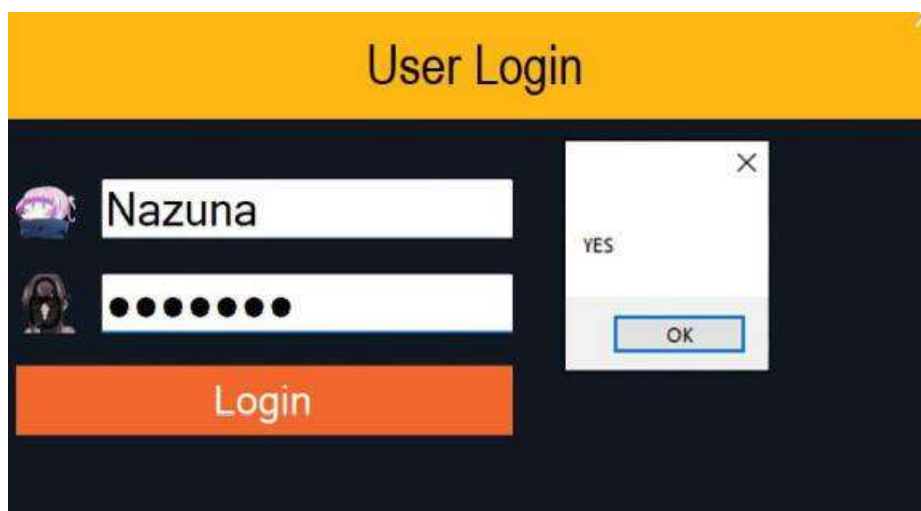 User Login
Nazuna
●●●●●●●
Login
YES
OK